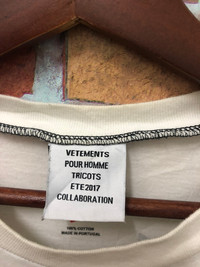 VETEMENTS
POUR HOMME
TRICOTS
ETE2017
COLLABORATION
100% COTTON
MADE IN PORTUGAL